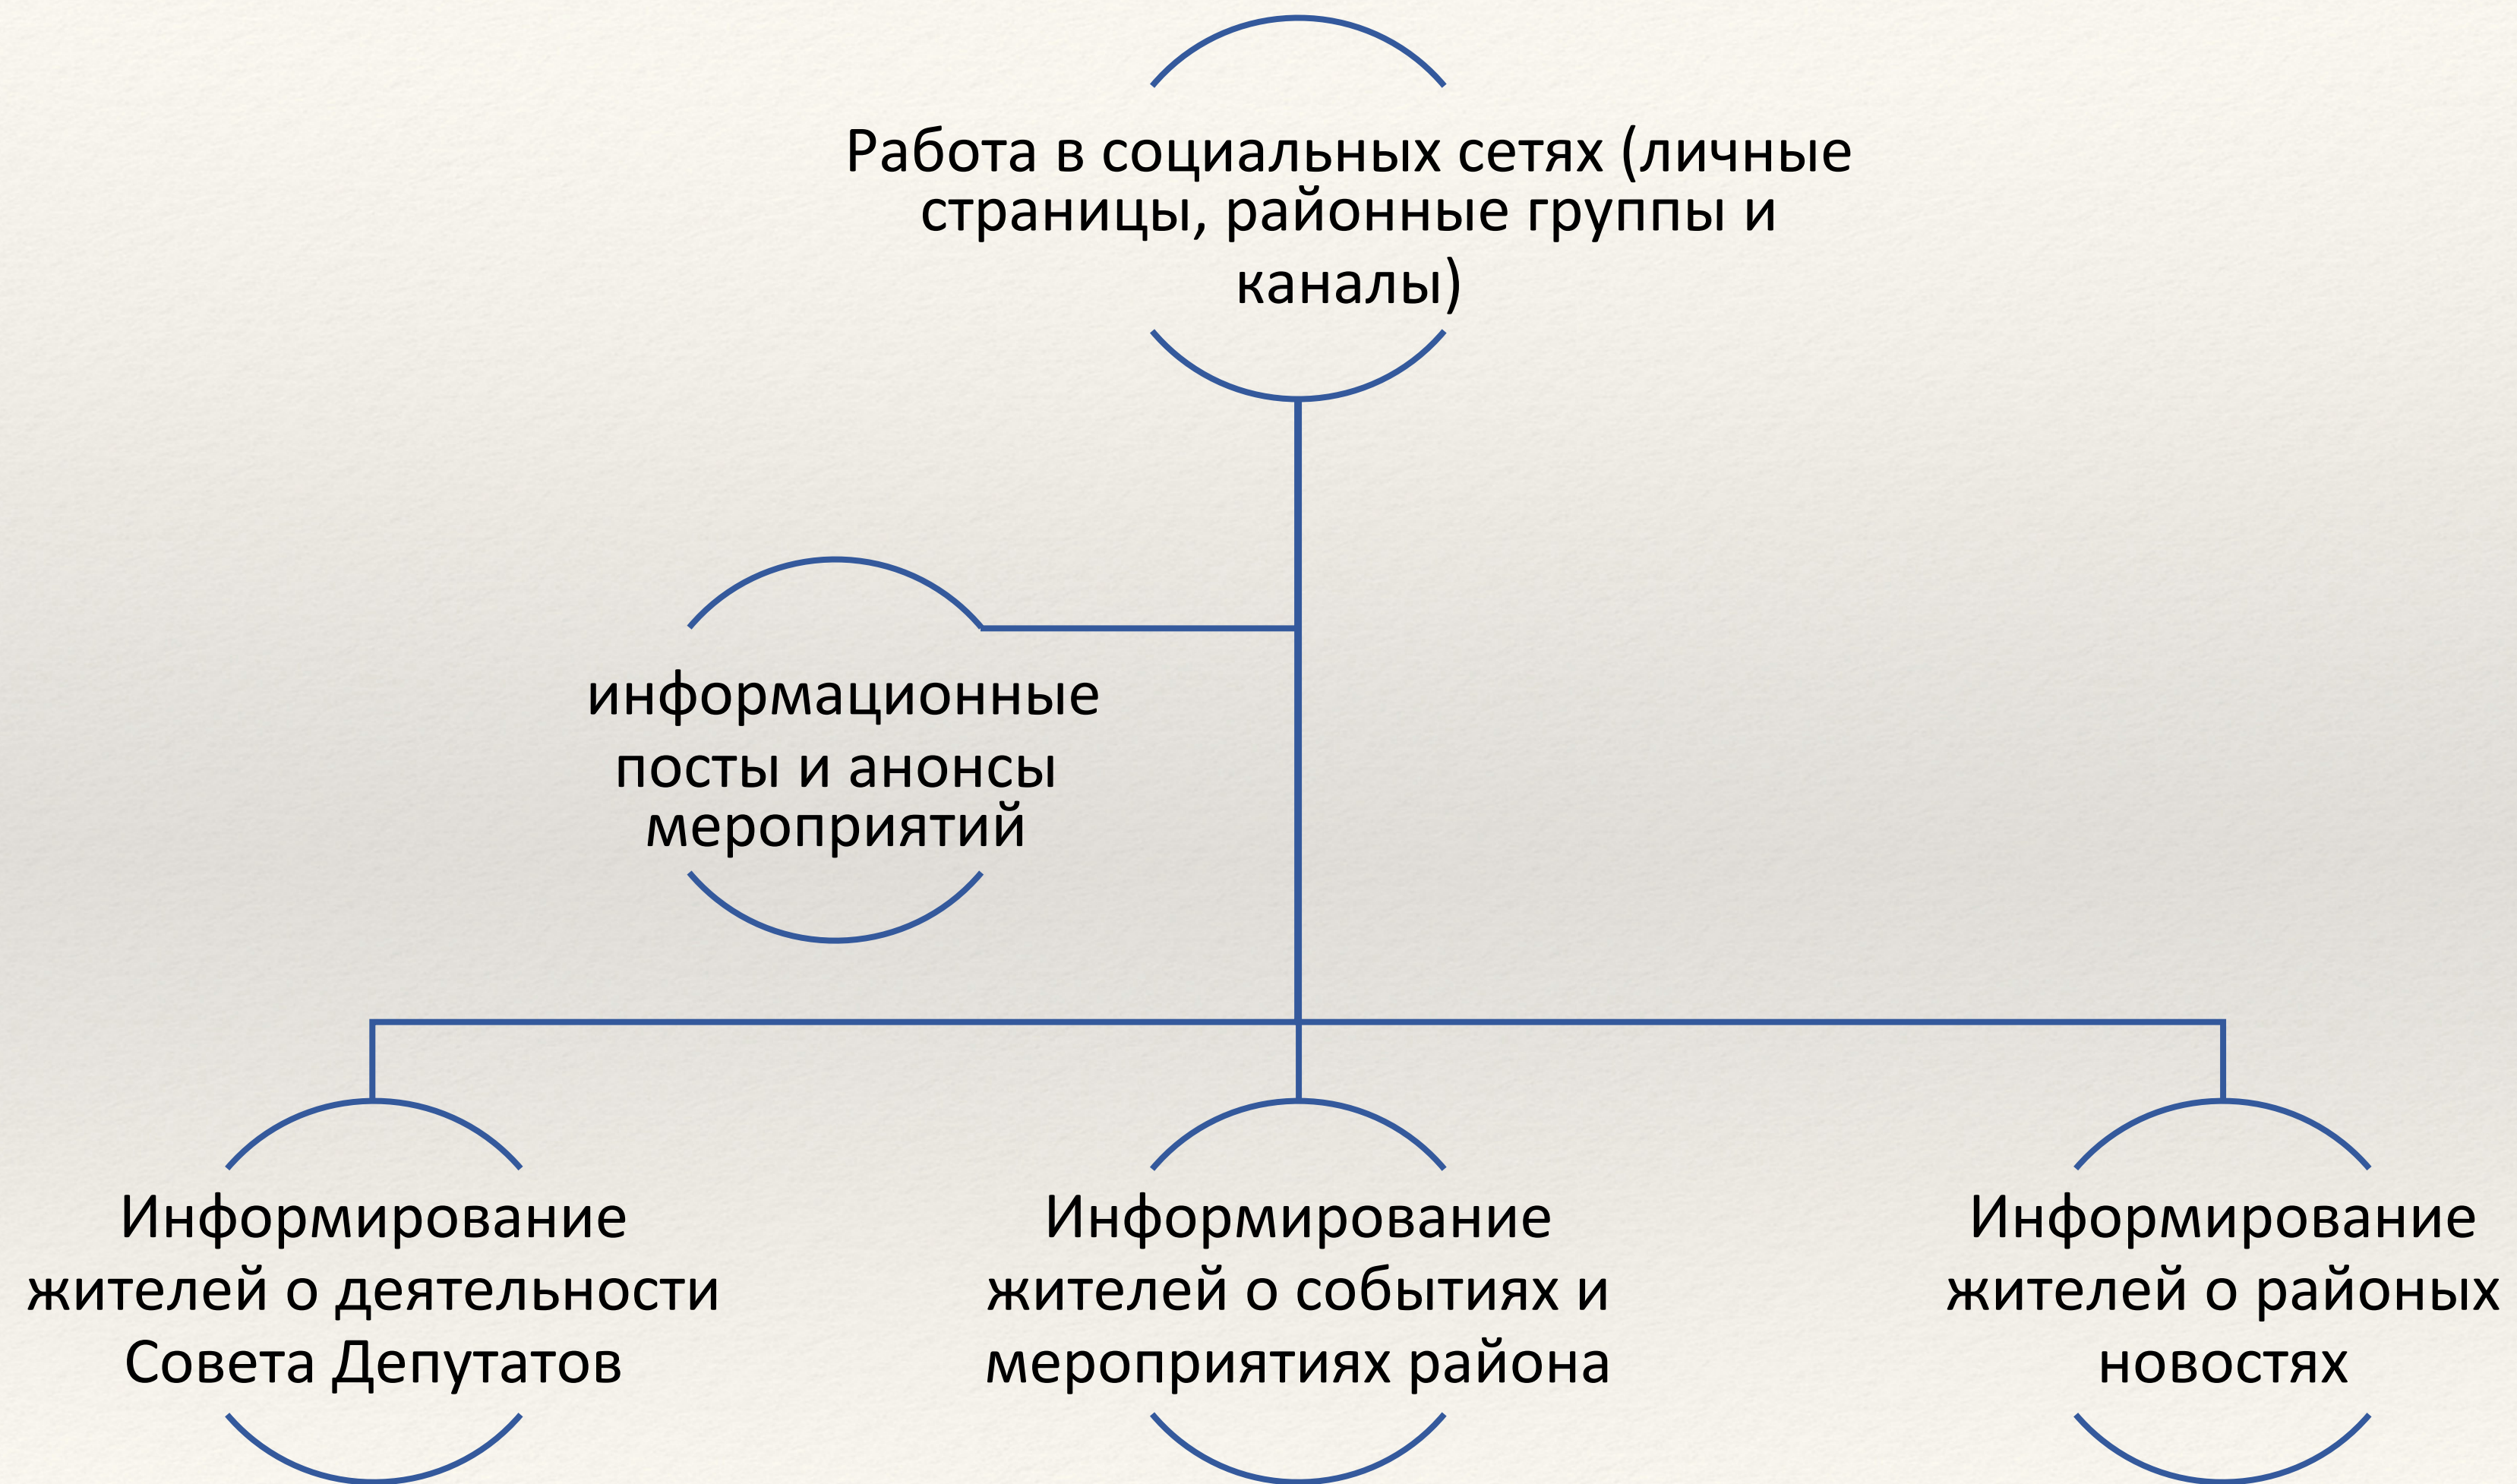 Работа в социальных сетях (личные
страницы, районные группы и
каналы)
информационные
посты и анонсы
мероприятий
Информирование
жителей о деятельности
Совета Депутатов
Информирование
жителей о событиях и
мероприятиях района
Информирование
жителей о районых
новостях